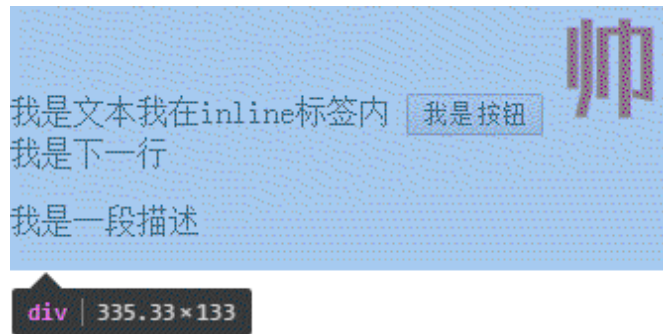 我是文本我在inline标签内 我是按钮 帅
我是下一行
我是一段描述
div 335.33×133